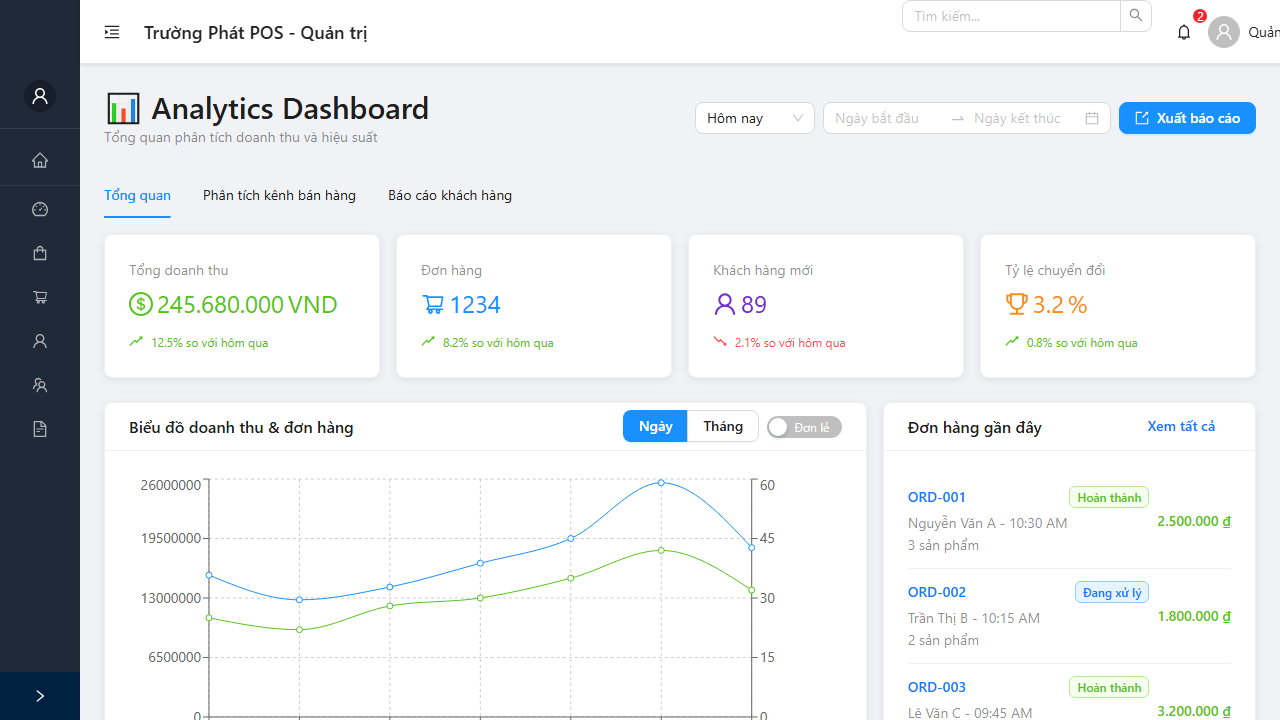 Trường Phát POS - Quản trị
Tìm kiếm...
2
Quản
Analytics Dashboard
Tổng quan phân tích doanh thu và hiệu suất
Hôm nay
Ngày bắt đầu
Ngày kết thúc
Xuất báo cáo
Tổng quan
Phân tích kênh bán hàng
Báo cáo khách hàng
Tổng doanh thu
245.680.000 VND
12.5% so với hôm qua
Đơn hàng
1234
8.2% so với hôm qua
Khách hàng mới
89
2.1% so với hôm qua
Tỷ lệ chuyển đổi
3.2 %
0.8% so với hôm qua
Biểu đồ doanh thu & đơn hàng
Ngày
Tháng
Đơn lẻ
26000000
19500000
13000000
6500000
0
60
45
30
15
0
Đơn hàng gần đây
Xem tất cả
ORD-001
Hoàn thành
Nguyễn Văn A - 10:30 AM
3 sản phẩm
2.500.000 ₫
ORD-002
Đang xử lý
Trần Thị B - 10:15 AM
2 sản phẩm
1.800.000 ₫
ORD-003
Hoàn thành
Lê Văn C - 09:45 AM
3.200.000 ₫